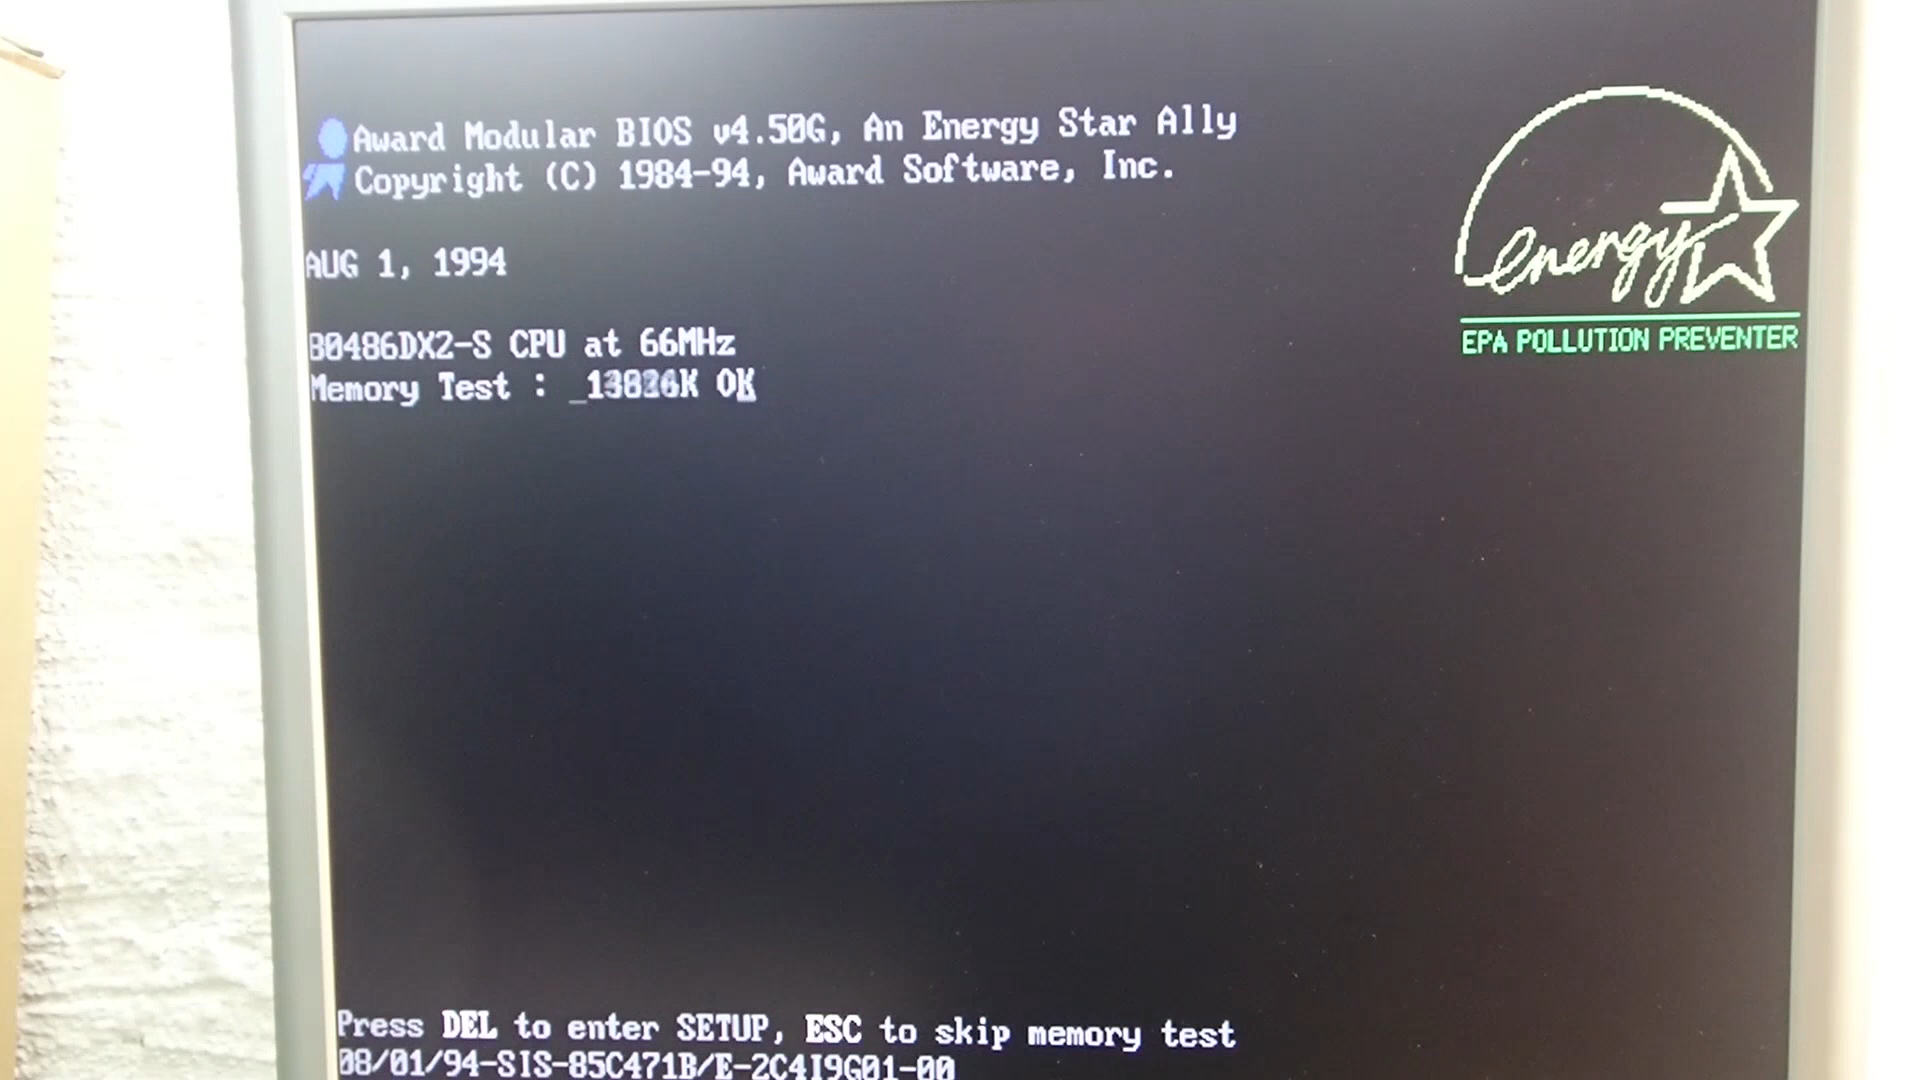 Award Modular BIOS v4.50G, An Energy Star Ally
Copyright (C) 1984-94, Award Software, Inc.
energy
EPA POLLUTION PREVENTER
AUG 1, 1994
80486DX2-S CPU at 66MHz
Memory Test : OK
Press DEL to enter SETUP, ESC to skip memory test
08/01/94-SIS-85C471B/E-2C4I9G01-00